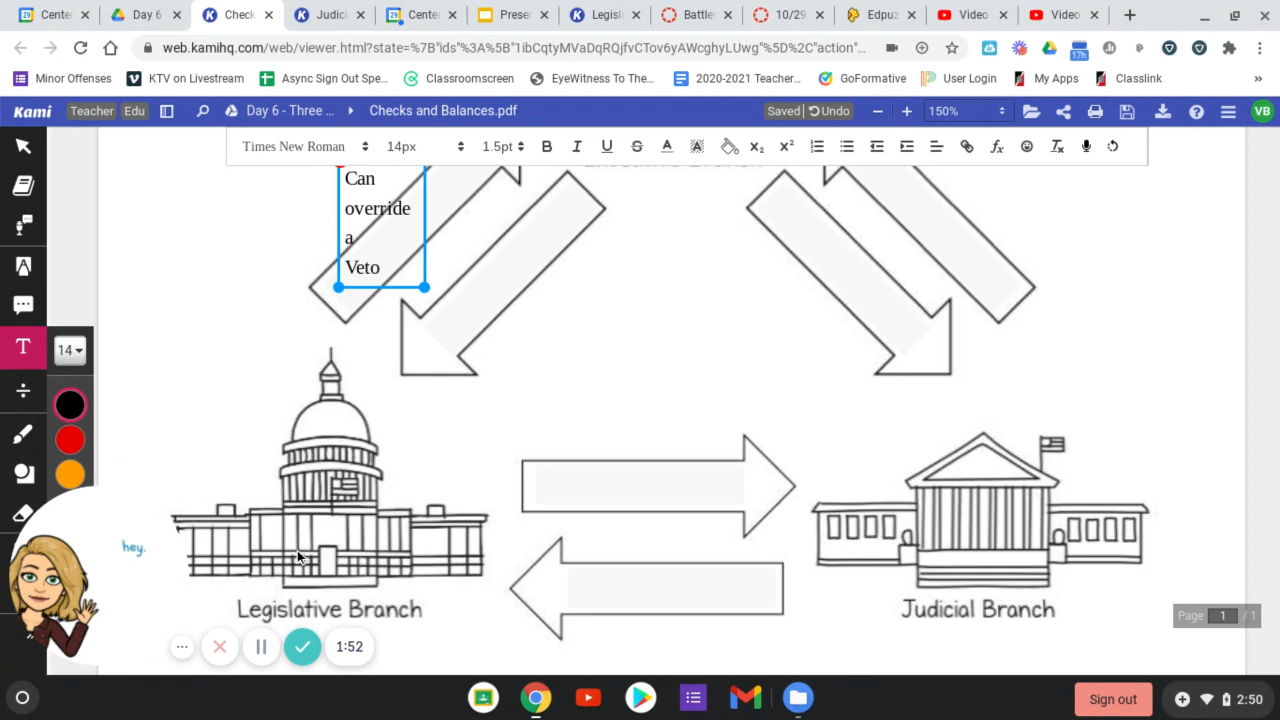 Center
Day 6
Check
Judici
Center
Preser
Legisl
Battle
10/29
Edpuz
Video
Video
web.kamihq.com/web/viewer.html?state=%7B"ids"%3A%5B"1ibCqtyMVaDqRQjfvCTov6yAWcghyLUwg"%5D%2C"action"...
17h
Minor Offenses
KTV on Livestream
Async Sign Out Spe...
Classroomscreen
EyeWitness To The...
2020-2021 Teacher...
GoFormative
User Login
My Apps
Classlink
»
Kami Teacher Edu
Day 6 - Three ...
Checks and Balances.pdf
Saved
Undo
150%
VB
Times New Roman
14px
1.5pt
Can
override
a
Veto
14
hey.
Legislative Branch
Judicial Branch
Page 1 / 1
1:52
Sign out
2:50